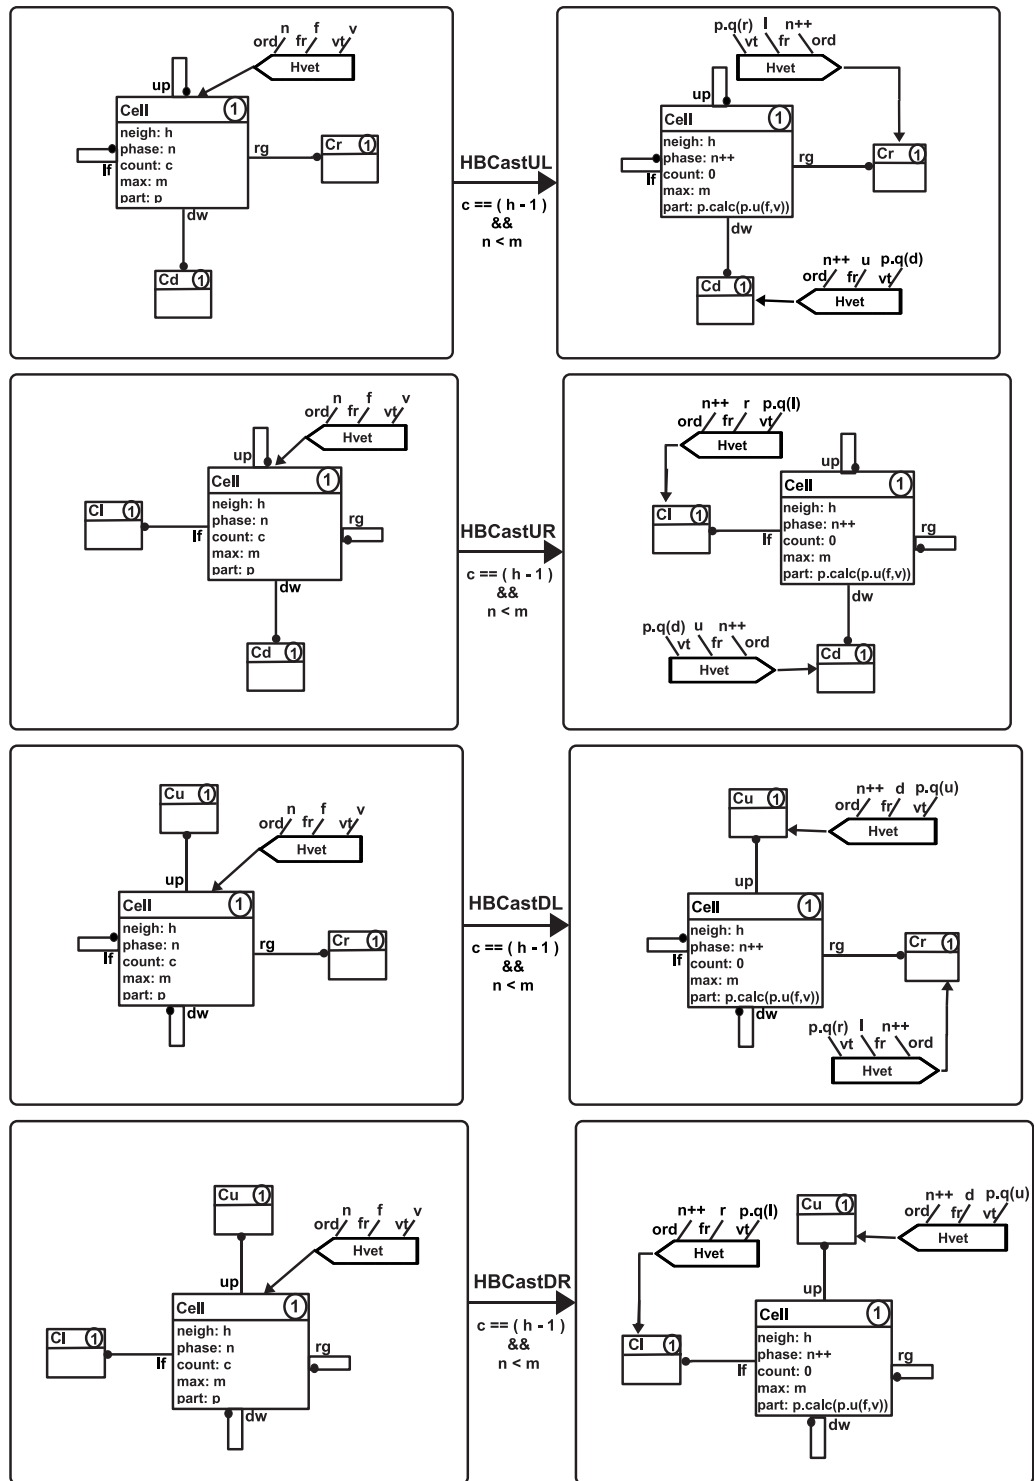 n f v
ord fr vt
Hvet
up
Cell 1
neigh: h
phase: n
count: c
max: m
part: p
lf
rg
Cr 1
dw
Cd 1
HBCastUL
c == ( h - 1 )
&&
n < m
p.q(r) l n++
vt fr ord
Hvet
up
Cell 1
neigh: h
phase: n++
count: 0
max: m
part: p.calc(p.u(f,v))
lf
rg
Cr 1
dw
Cd 1
n++ u p.q(d)
ord fr vt
Hvet
n f v
ord fr vt
Hvet
up
Cell 1
neigh: h
phase: n
count: c
max: m
part: p
Cl 1
lf
rg
dw
Cd 1
HBCastUR
c == ( h - 1 )
&&
n < m
n++ r p.q(l)
ord fr vt
Hvet
up
Cl 1
Cell 1
neigh: h
phase: n++
count: 0
max: m
part: p.calc(p.u(f,v))
lf
rg
dw
p.q(d) u n++
vt fr ord
Hvet
Cd 1
Cu 1
n f v
ord fr vt
Hvet
up
Cell 1
neigh: h
phase: n
count: c
max: m
part: p
lf
rg
Cr 1
dw
HBCastDL
c == ( h - 1 )
&&
n < m
Cu 1
n++ d p.q(u)
ord fr vt
Hvet
up
Cell 1
neigh: h
phase: n++
count: 0
max: m
part: p.calc(p.u(f,v))
lf
rg
Cr 1
dw
p.q(r) l n++
vt fr ord
Hvet
Cu 1
n f v
ord fr vt
Hvet
up
Cell 1
neigh: h
phase: n
count: c
max: m
part: p
Cl 1
lf
rg
dw
HBCastDR
c == ( h - 1 )
&&
n < m
n++ r p.q(l)
ord fr vt
Hvet
Cu 1
n++ d p.q(u)
ord fr vt
Hvet
up
Cl 1
Cell 1
neigh: h
phase: n++
count: 0
max: m
part: p.calc(p.u(f,v))
lf
rg
dw